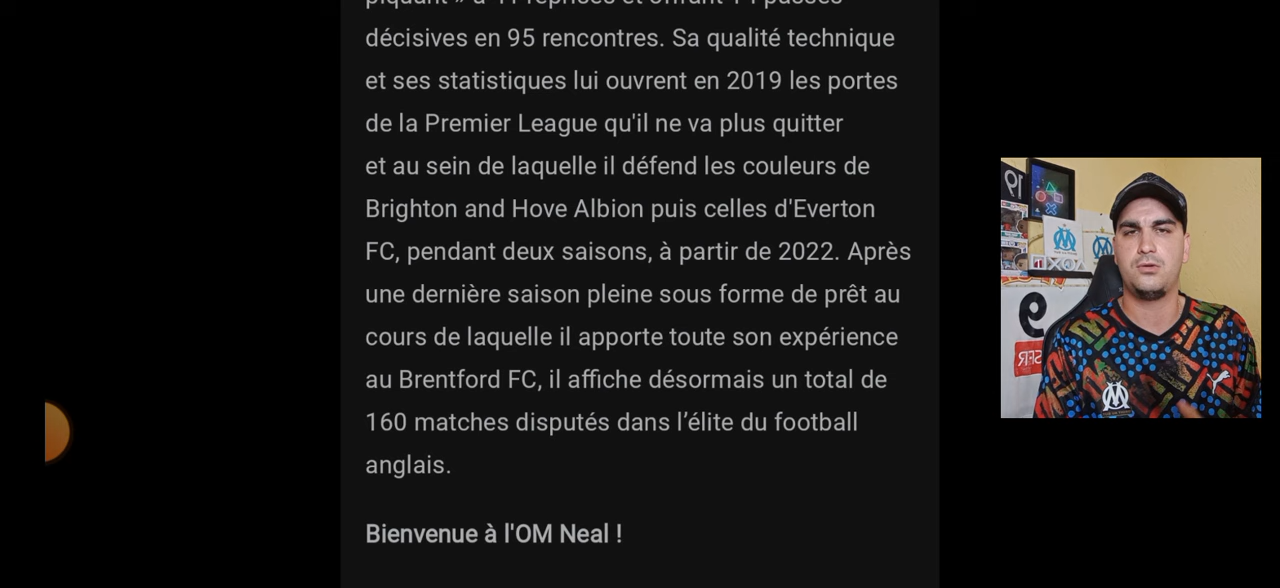 décisives en 95 rencontres. Sa qualité technique
et ses statistiques lui ouvrent en 2019 les portes
de la Premier League qu'il ne va plus quitter
et au sein de laquelle il défend les couleurs de
Brighton and Hove Albion puis celles d'Everton
FC, pendant deux saisons, à partir de 2022. Après
une dernière saison pleine sous forme de prêt au
cours de laquelle il apporte toute son expérience
au Brentford FC, il affiche désormais un total de
160 matches disputés dans l’élite du football
anglais.
Bienvenue à l'OM Neal !